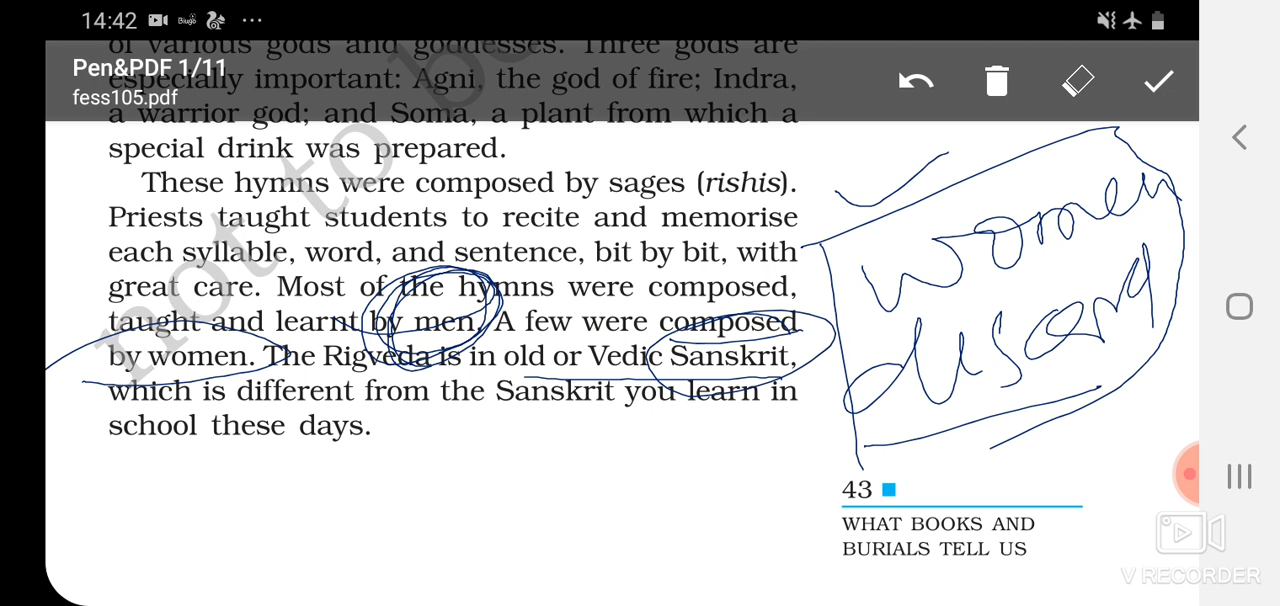 14:42
of various gods and goddesses. Three gods are
Pen&PDF 1/11
especially important: Agni, the god of fire; Indra,
fess105.pdf
a warrior god; and Soma, a plant from which a
special drink was prepared.
These hymns were composed by sages (rishis).
Priests taught students to recite and memorise
each syllable, word, and sentence, bit by bit, with
great care. Most of the hymns were composed,
taught and learnt by men. A few were composed
by women. The Rigveda is in old or Vedic Sanskrit,
which is different from the Sanskrit you learn in
school these days.
not to be
women
43
WHAT BOOKS AND
BURIALS TELL US
V RECORDER